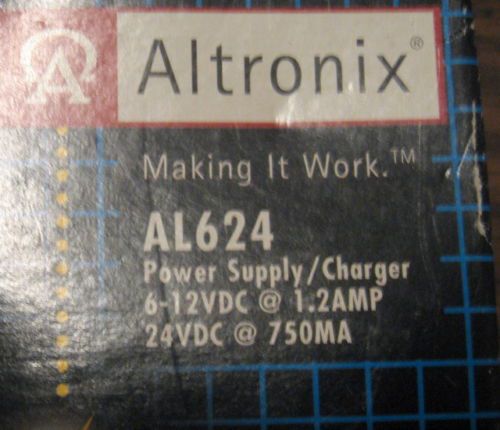 Altronix®
Making It Work.™
AL624
Power Supply/Charger
6-12VDC @ 1.2AMP
24VDC @ 750MA